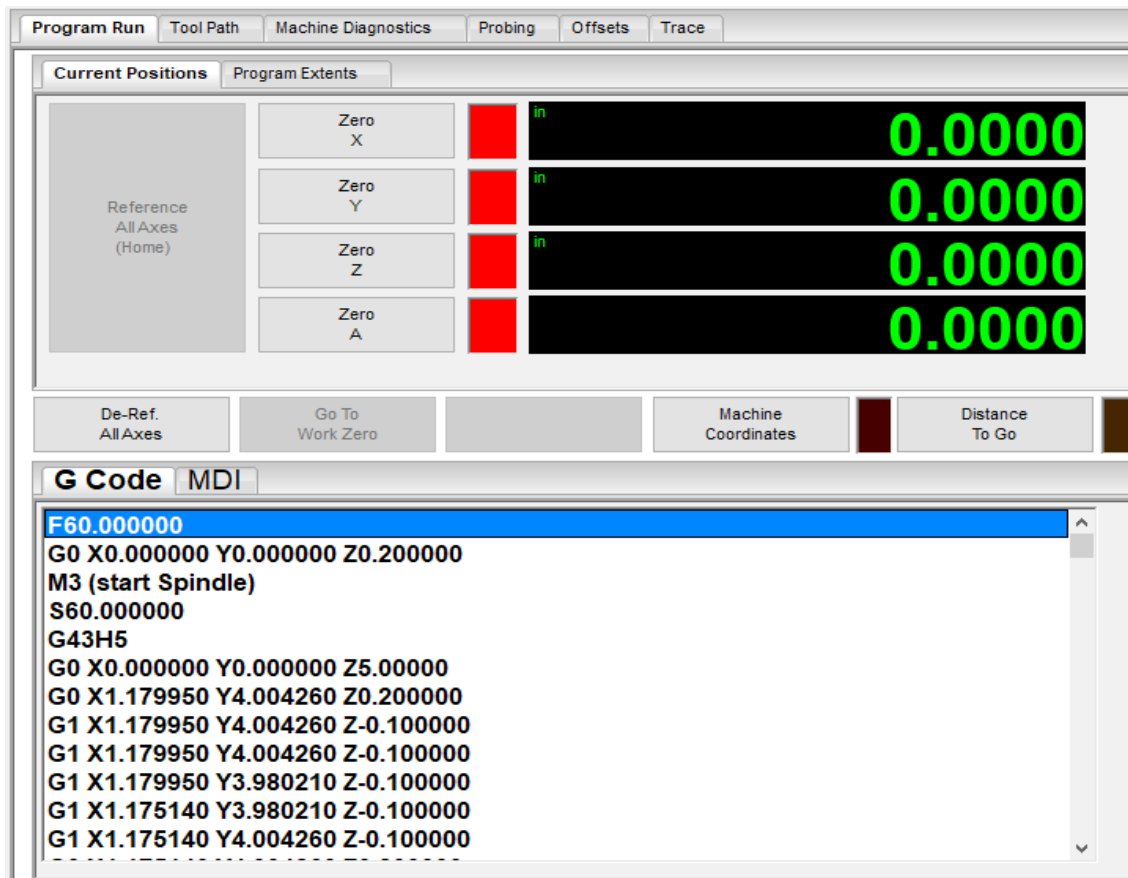 Program Run Tool Path Machine Diagnostics Probing Offsets Trace
Current Positions Program Extents
Reference
All Axes
(Home)
Zero
X
in
0.0000
Zero
Y
in
0.0000
Zero
Z
in
0.0000
Zero
A
0.0000
De-Ref.
All Axes
Go To
Work Zero
Machine
Coordinates
Distance
To Go
G Code MDI
F60.000000
G0 X0.000000 Y0.000000 Z0.200000
M3 (start Spindle)
S60.000000
G43H5
G0 X0.000000 Y0.000000 Z5.00000
G0 X1.179950 Y4.004260 Z0.200000
G1 X1.179950 Y4.004260 Z-0.100000
G1 X1.179950 Y4.004260 Z-0.100000
G1 X1.179950 Y3.980210 Z-0.100000
G1 X1.175140 Y3.980210 Z-0.100000
G1 X1.175140 Y4.004260 Z-0.100000